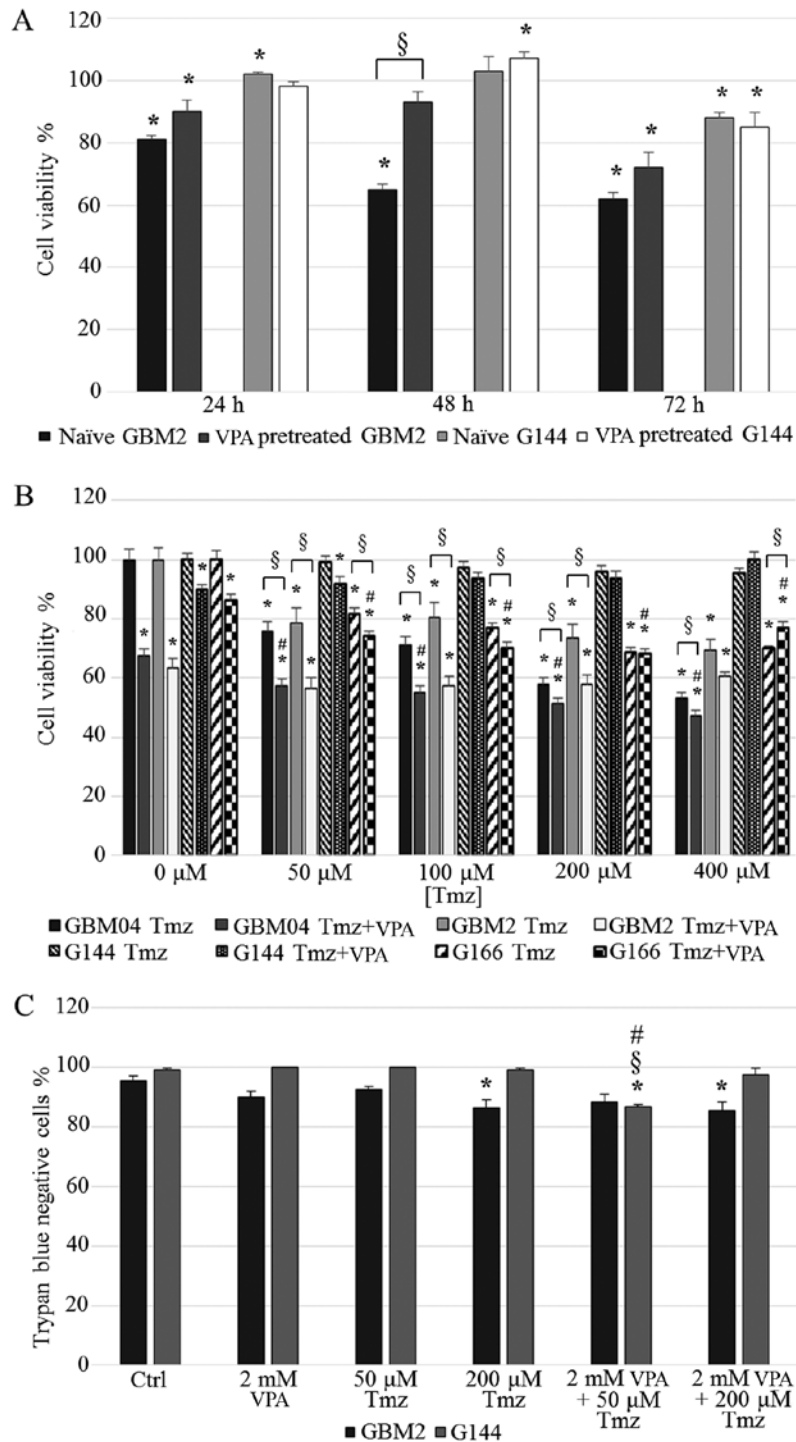 A
120
100
80
60
40
20
0
Cell viability %
§
* * * * * * * * *
24 h 48 h 72 h
Naïve GBM2 VPA pretreated GBM2 Naïve G144 VPA pretreated G144
B
120
100
80
60
40
20
0
Cell viability %
§ § § § § § § § § §
* * * * * # * * * * * # * * # * * * * # * * # * * * * # * * # * * # * * * * # *
0 µM 50 µM 100 µM 200 µM 400 µM
[Tmz]
GBM04 Tmz GBM04 Tmz+VPA GBM2 Tmz GBM2 Tmz+VPA
G144 Tmz G144 Tmz+VPA G166 Tmz G166 Tmz+VPA
C
120
100
80
60
40
20
0
Trypan blue negative cells %
#
§
* * *
Ctrl 2 mM 50 µM 200 µM 2 mM VPA 2 mM VPA
VPA Tmz Tmz + 50 µM + 200 µM
Tmz Tmz
GBM2 G144